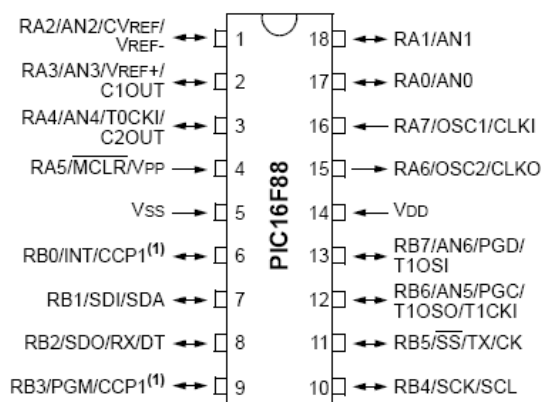 RA2/AN2/CVREF/
VREF-
1
RA3/AN3/VREF+/
C1OUT
2
RA4/AN4/T0CKI/
C2OUT
3
RA5/MCLR/VPP
4
VSS
5
RB0/INT/CCP1(1)
6
RB1/SDI/SDA
7
RB2/SDO/RX/DT
8
RB3/PGM/CCP1(1)
9
PIC16F88
18
RA1/AN1
17
RA0/AN0
16
RA7/OSC1/CLKI
15
RA6/OSC2/CLKO
14
VDD
13
RB7/AN6/PGD/
T1OSI
12
RB6/AN5/PGC/
T1OSO/T1CKI
11
RB5/SS/TX/CK
10
RB4/SCK/SCL